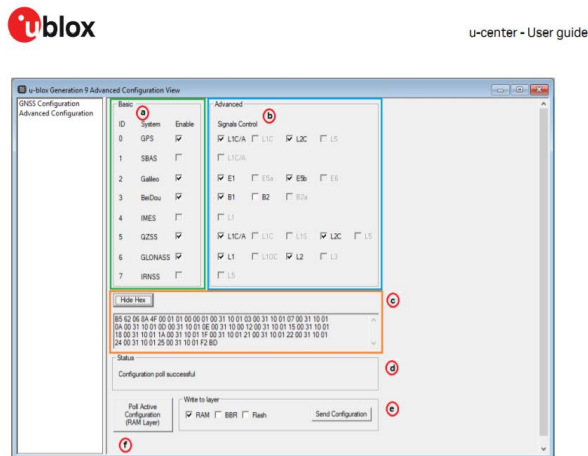 ublox
u-center - User guide
u-blox Generation 9 Advanced Configuration View
GNSS Configuration
Advanced Configuration
Basic
a
ID System Enable
0 GPS
1 SBAS
2 Galileo
3 BeiDou
4 IMES
5 QZSS
6 GLONASS
7 IRNSS
Advanced
b
Signals Control
L1C/A L1C L2C L5
L1C/A
E1 E5a E5b E6
B1 B2 B2a
L1
L1C/A L1C L1S L2C L5
L1 L1OC L2 L3
L5
Hide Hex
c
B5 62 06 8A 4F 00 01 01 00 00 01 00 31 10 01 03 00 31 10 01 07 00 31 10 01
0A 00 31 10 01 0D 00 31 10 01 0E 00 31 10 00 12 00 31 10 01 15 00 31 10 01
18 00 31 10 01 1A 00 31 10 01 1F 00 31 10 01 21 00 31 10 01 22 00 31 10 01
24 00 31 10 01 25 00 31 10 01 F2 BD
Status
Configuration poll successful
d
Poll Active
Configuration
(RAM Layer)
Write to layer
RAM BBR Flash Send Configuration
e
f